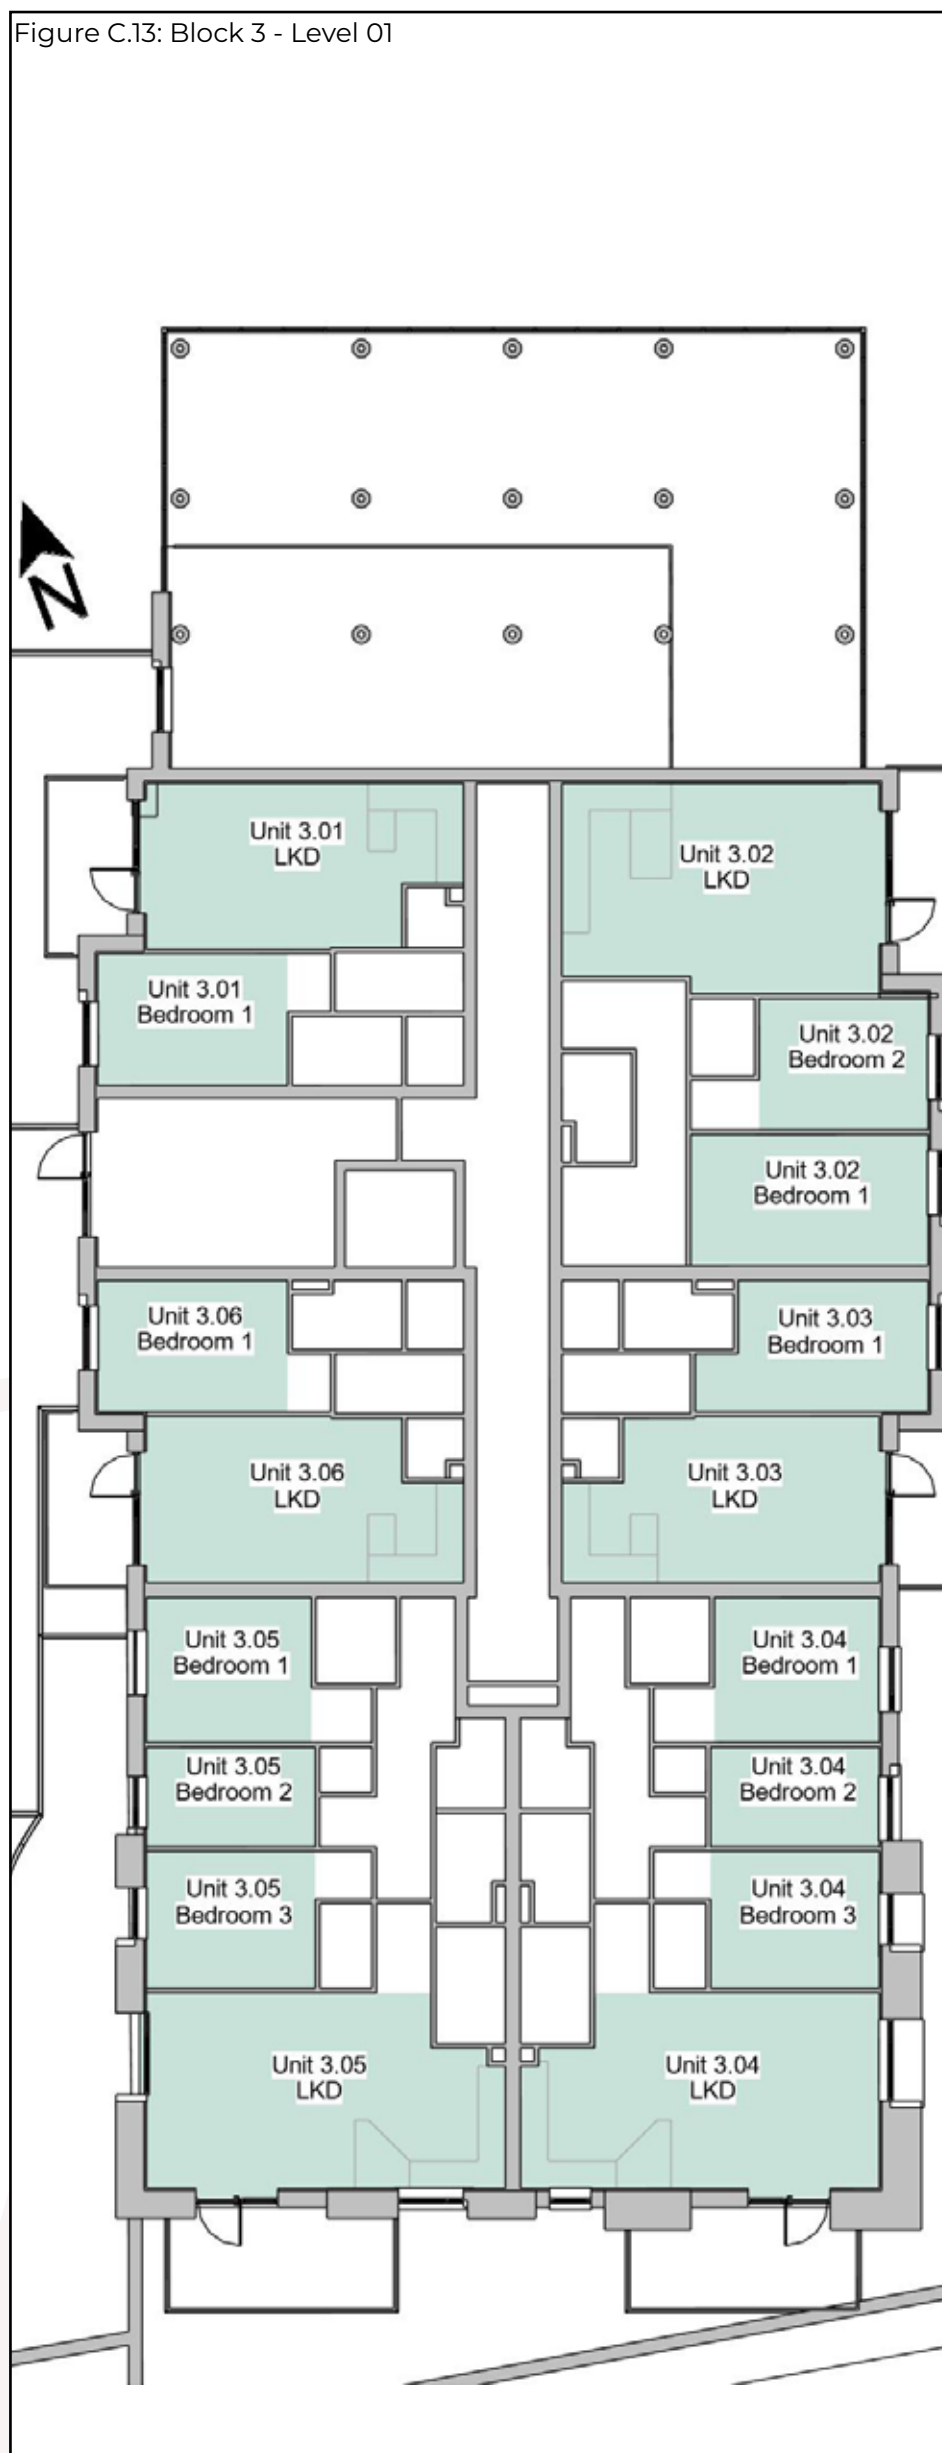 Figure C.13: Block 3 - Level 01
N
Unit 3.01
LKD
Unit 3.02
LKD
Unit 3.01
Bedroom 1
Unit 3.02
Bedroom 2
Unit 3.02
Bedroom 1
Unit 3.06
Bedroom 1
Unit 3.03
Bedroom 1
Unit 3.06
LKD
Unit 3.03
LKD
Unit 3.05
Bedroom 1
Unit 3.04
Bedroom 1
Unit 3.05
Bedroom 2
Unit 3.04
Bedroom 2
Unit 3.05
Bedroom 3
Unit 3.04
Bedroom 3
Unit 3.05
LKD
Unit 3.04
LKD